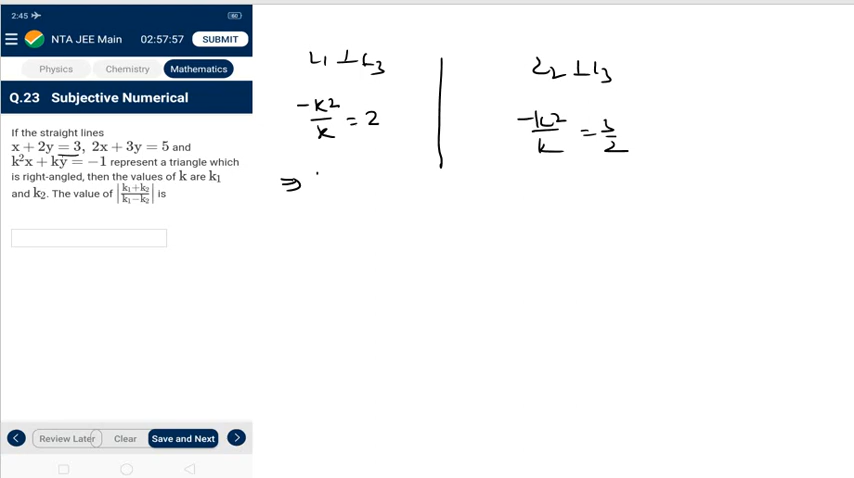 2:45
60
NTA JEE Main 02:57:57 SUBMIT
Physics Chemistry Mathematics
Q.23 Subjective Numerical
If the straight lines
x + 2y = 3, 2x + 3y = 5 and
k²x + ky = −1 represent a triangle which
is right-angled, then the values of k are k₁
and k₂. The value of |(k₁+k₂)/(k₁−k₂)| is
Review Later Clear Save and Next
L₁ ⊥ L₃
−k²/k = 2
⇒
L₂ ⊥ L₃
−k²/k = 3/2